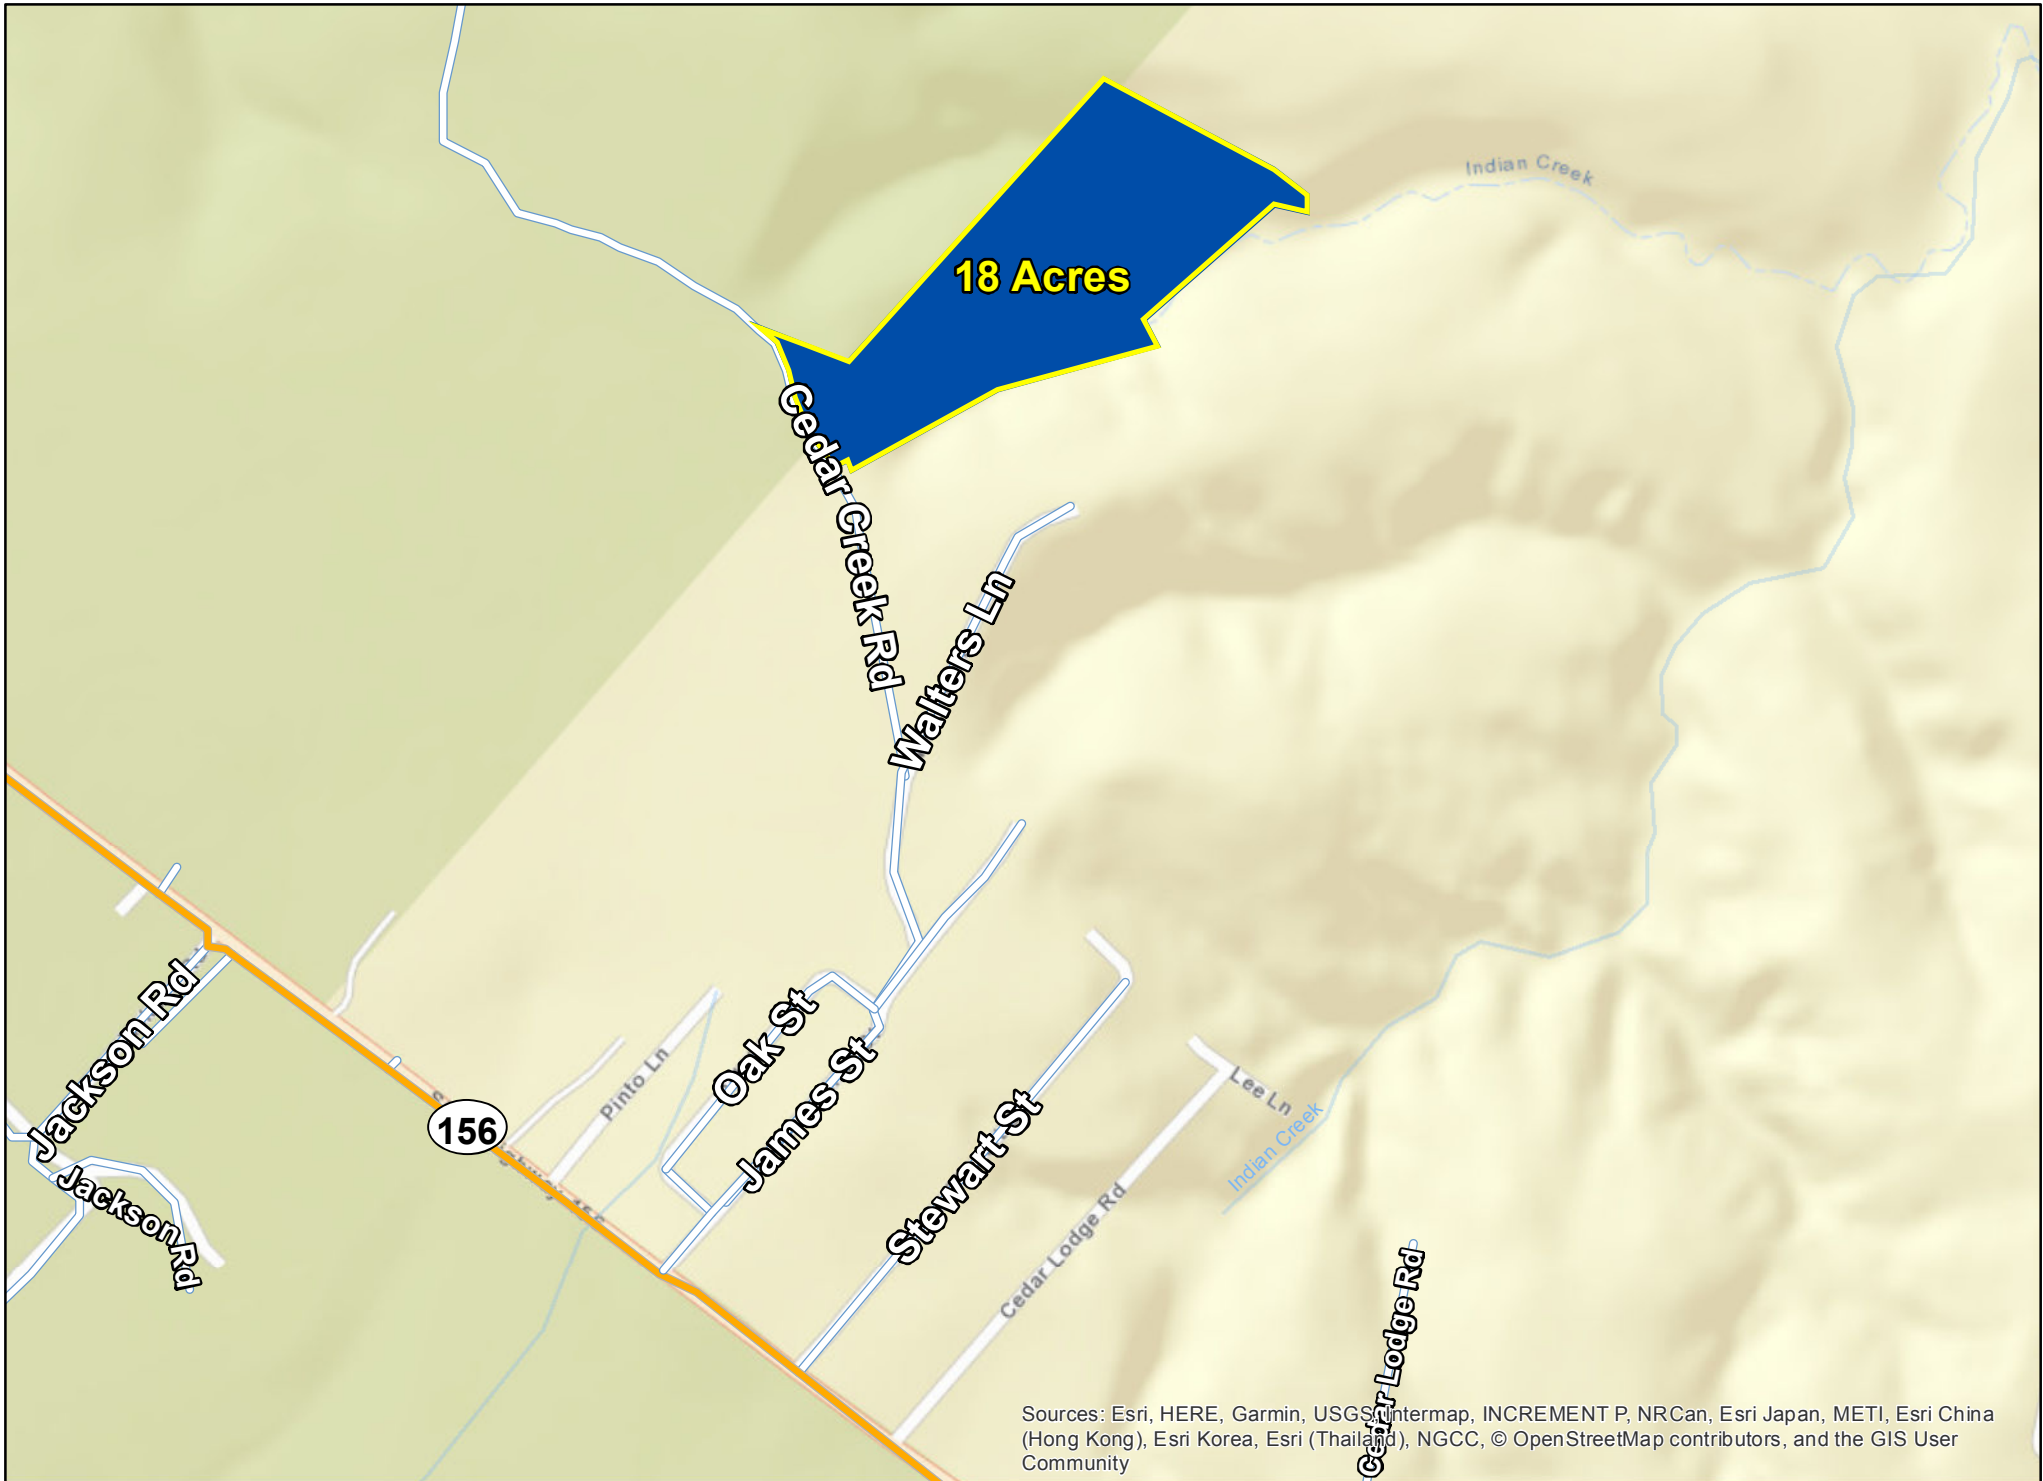 Indian Creek
18 Acres
Cedar Creek Rd
Walters Ln
Jackson Rd
Oak St
Pinto Ln
James St
Lee Ln
156
Stewart St
Indian Creek
Jackson Rd
Cedar Lodge Rd
Cedar Lodge Rd
Sources: Esri, HERE, Garmin, USGS, Intermap, INCREMENT P, NRCan, Esri Japan, METI, Esri China
(Hong Kong), Esri Korea, Esri (Thailand), NGCC, © OpenStreetMap contributors, and the GIS User
Community